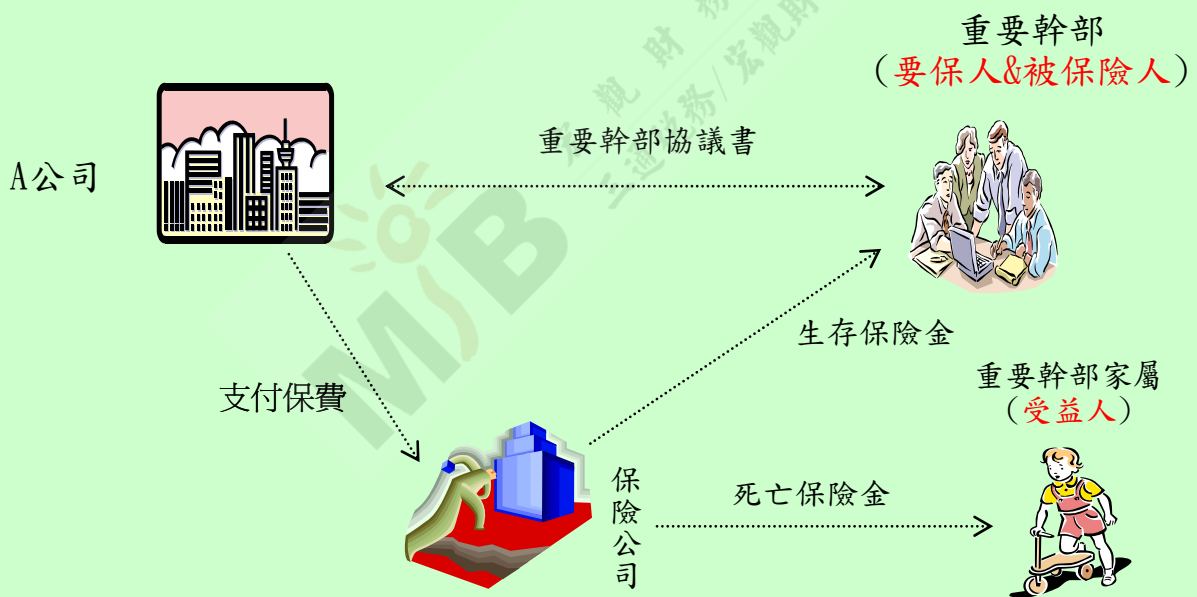 重要幹部
（要保人&被保險人）
重要幹部協議書
A公司
生存保險金
重要幹部家屬
（受益人）
支付保費
保險公司
死亡保險金
MIB